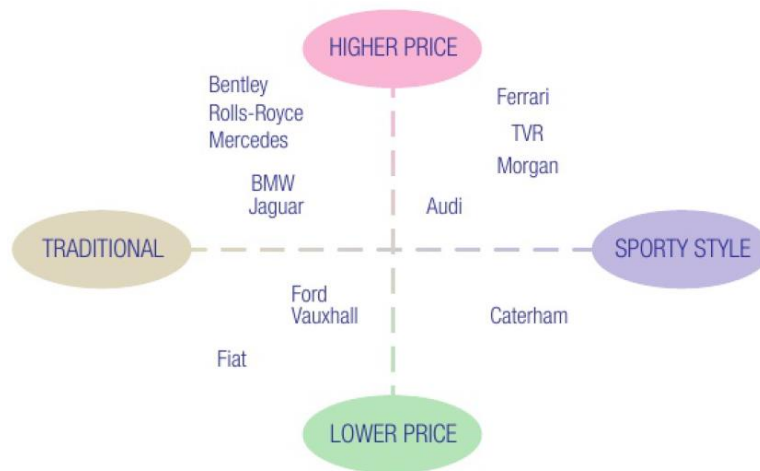 HIGHER PRICE
Bentley
Ferrari
Rolls-Royce
TVR
Mercedes
Morgan
BMW
Jaguar
Audi
TRADITIONAL
SPORTY STYLE
Ford
Vauxhall
Caterham
Fiat
LOWER PRICE